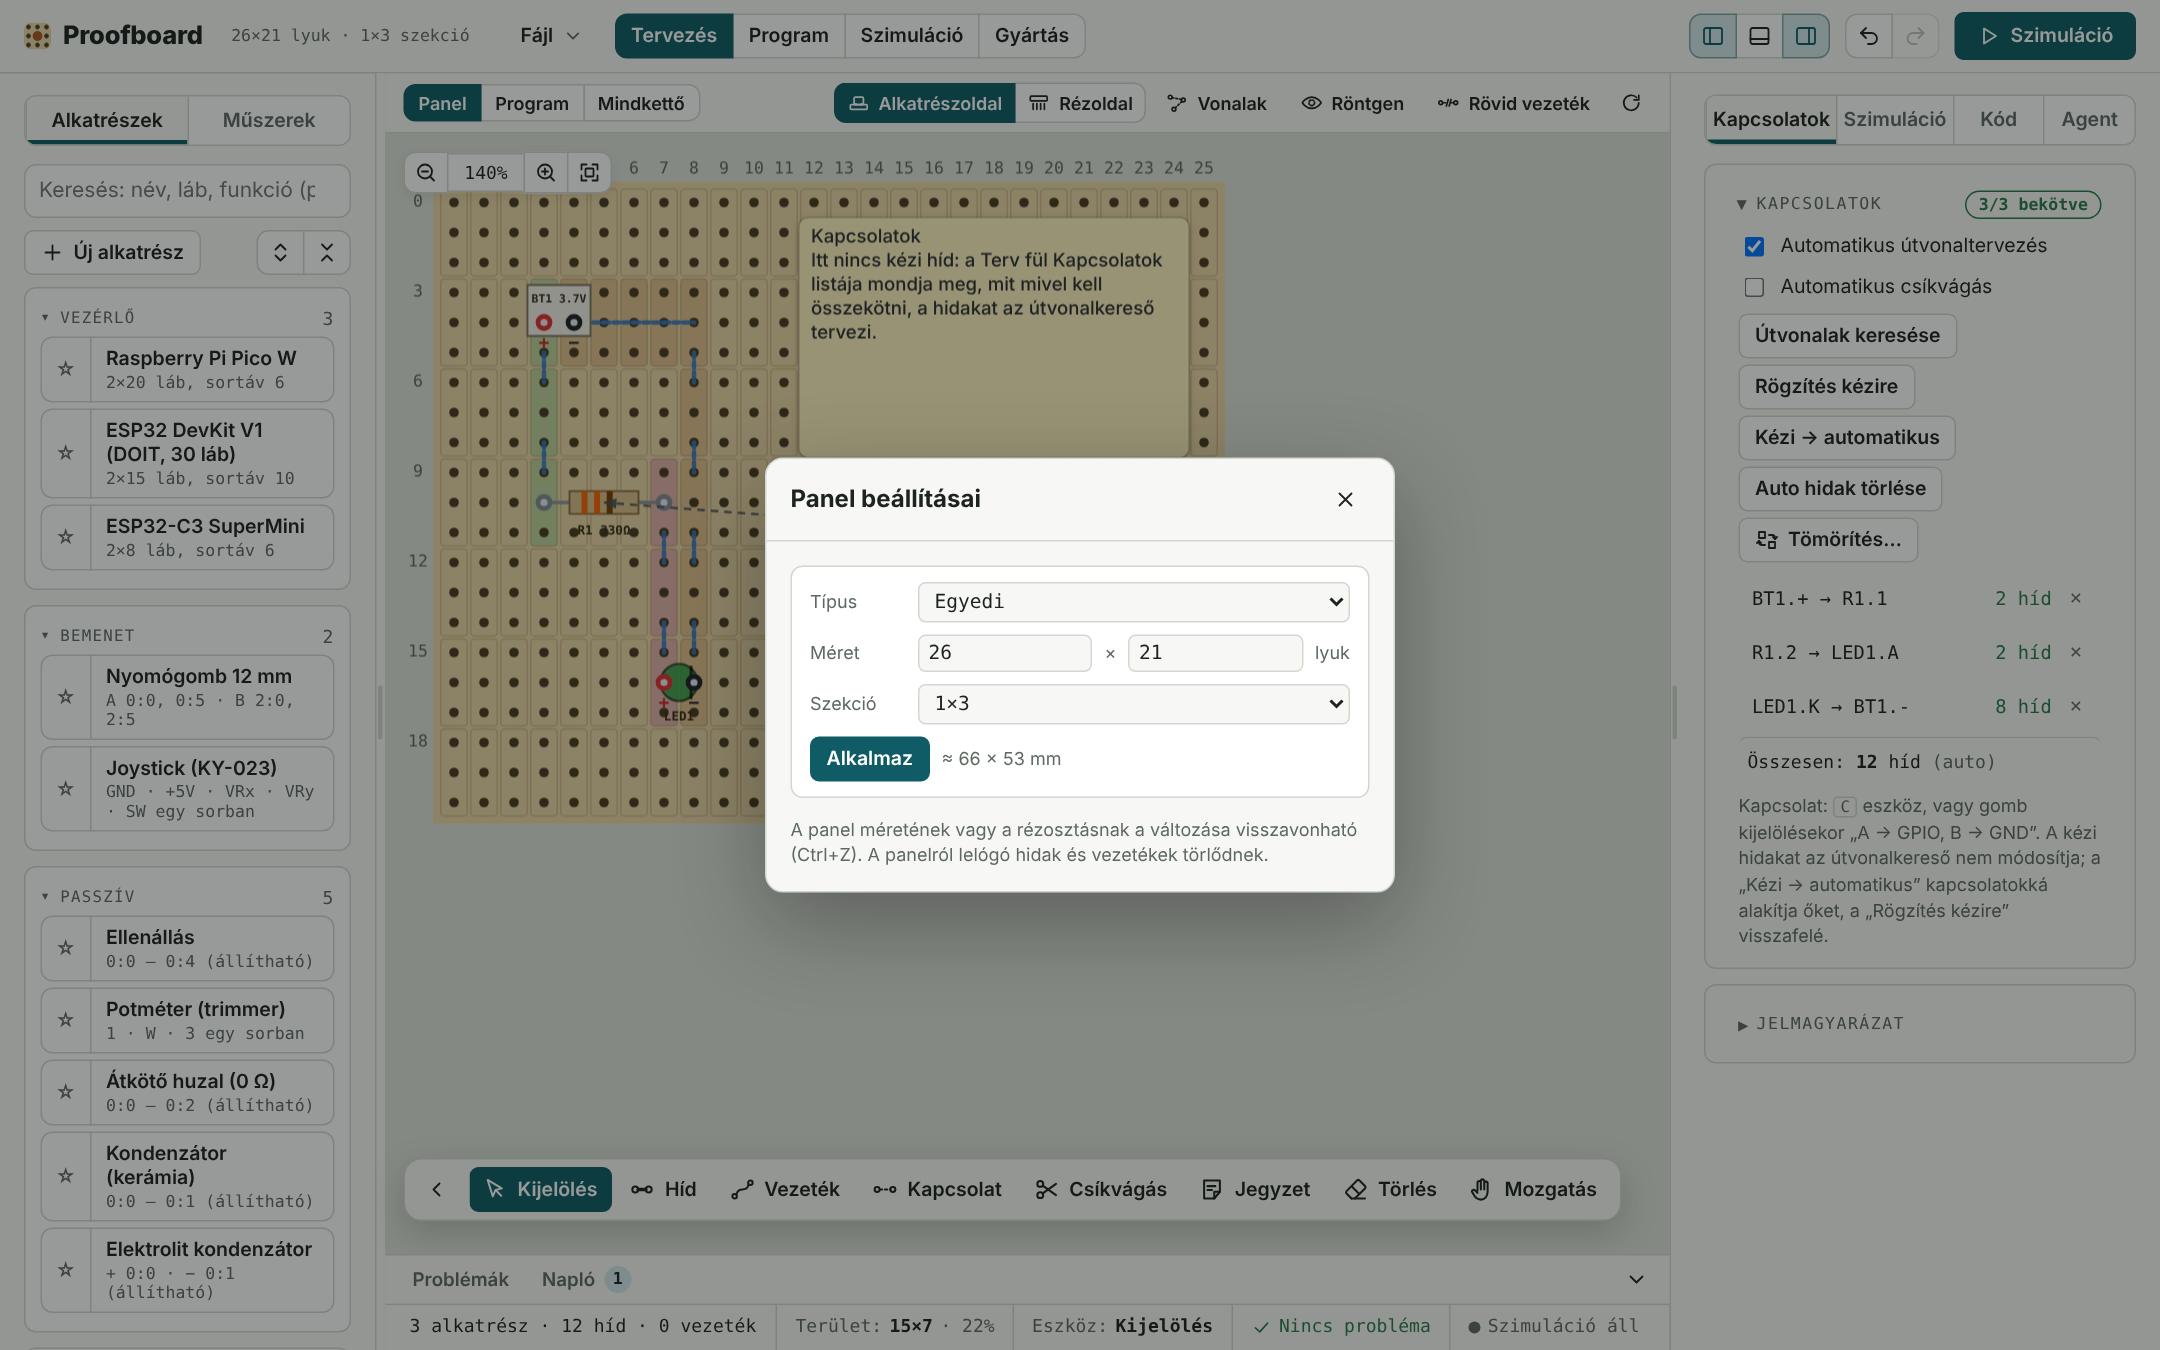 Proofboard
26×21 lyuk · 1×3 szekció
Fájl
Tervezés
Program
Szimuláció
Gyártás
Szimuláció
Alkatrészek
Műszerek
Keresés: név, láb, funkció (p
Új alkatrész
VEZÉRLŐ 3
Raspberry Pi Pico W
2×20 láb, sortáv 6
ESP32 DevKit V1
(DOIT, 30 láb)
2×15 láb, sortáv 10
ESP32-C3 SuperMini
2×8 láb, sortáv 6
BEMENET 2
Nyomógomb 12 mm
A 0:0, 0:5 · B 2:0,
2:5
Joystick (KY-023)
GND · +5V · VRx · VRy
· SW egy sorban
PASSZÍV 5
Ellenállás
0:0 – 0:4 (állítható)
Potméter (trimmer)
1 · W · 3 egy sorban
Átkötő huzal (0 Ω)
0:0 – 0:2 (állítható)
Kondenzátor
(kerámia)
0:0 – 0:1 (állítható)
Elektrolit kondenzátor
+ 0:0 · − 0:1
(állítható)
Panel
Program
Mindkettő
Alkatrészoldal
Rézoldal
Vonalak
Röntgen
Rövid vezeték
140%
6 7 8 9 10 11 12 13 14 15 16 17 18 19 20 21 22 23 24 25
0
3
6
9
12
15
18
BT1 3.7V
+ −
R1 330Ω
+ −
LED1
Kapcsolatok
Itt nincs kézi híd: a Terv fül Kapcsolatok
listája mondja meg, mit mivel kell
összekötni, a hidakat az útvonalkereső
tervezi.
Panel beállításai
Típus Egyedi
Méret 26 × 21 lyuk
Szekció 1×3
Alkalmaz ≈ 66 × 53 mm
A panel méretének vagy a rézosztásnak a változása visszavonható
(Ctrl+Z). A panelról lelógó hidak és vezetékek törlődnek.
Kijelölés
Híd
Vezeték
Kapcsolat
Csíkvágás
Jegyzet
Törlés
Mozgatás
Problémák
Napló 1
3 alkatrész · 12 híd · 0 vezeték
Terület: 15×7 · 22%
Eszköz: Kijelölés
Nincs probléma
Szimuláció áll
Kapcsolatok
Szimuláció
Kód
Agent
KAPCSOLATOK 3/3 bekötve
Automatikus útvonaltervezés
Automatikus csíkvágás
Útvonalak keresése
Rögzítés kézire
Kézi → automatikus
Auto hidak törlése
Tömörítés…
BT1.+ → R1.1 2 híd ×
R1.2 → LED1.A 2 híd ×
LED1.K → BT1.- 8 híd ×
Összesen: 12 híd (auto)
Kapcsolat: C eszköz, vagy gomb
kijelölésekor „A → GPIO, B → GND”. A kézi
hidakat az útvonalkereső nem módosítja; a
„Kézi → automatikus” kapcsolatokká
alakítja őket, a „Rögzítés kézire”
visszafelé.
JELMAGYARÁZAT